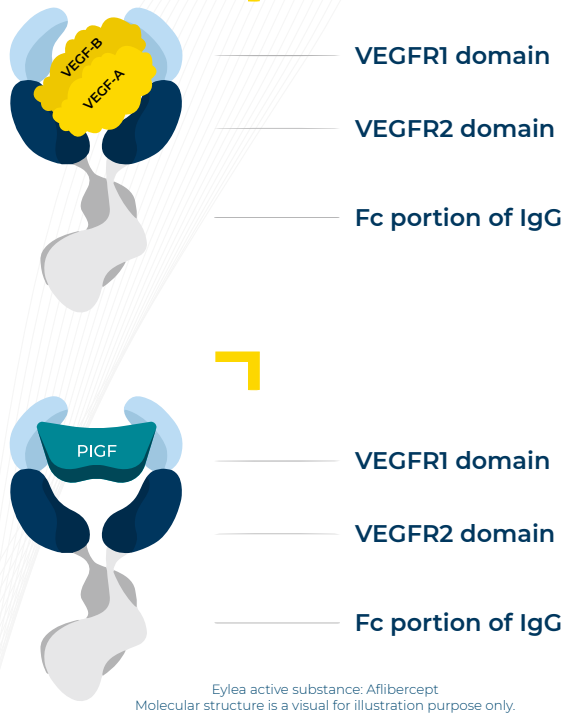 VEGF-B
VEGF-A
VEGFR1 domain
VEGFR2 domain
Fc portion of IgG
PIGF
VEGFR1 domain
VEGFR2 domain
Fc portion of IgG
Eylea active substance: Aflibercept
Molecular structure is a visual for illustration purpose only.